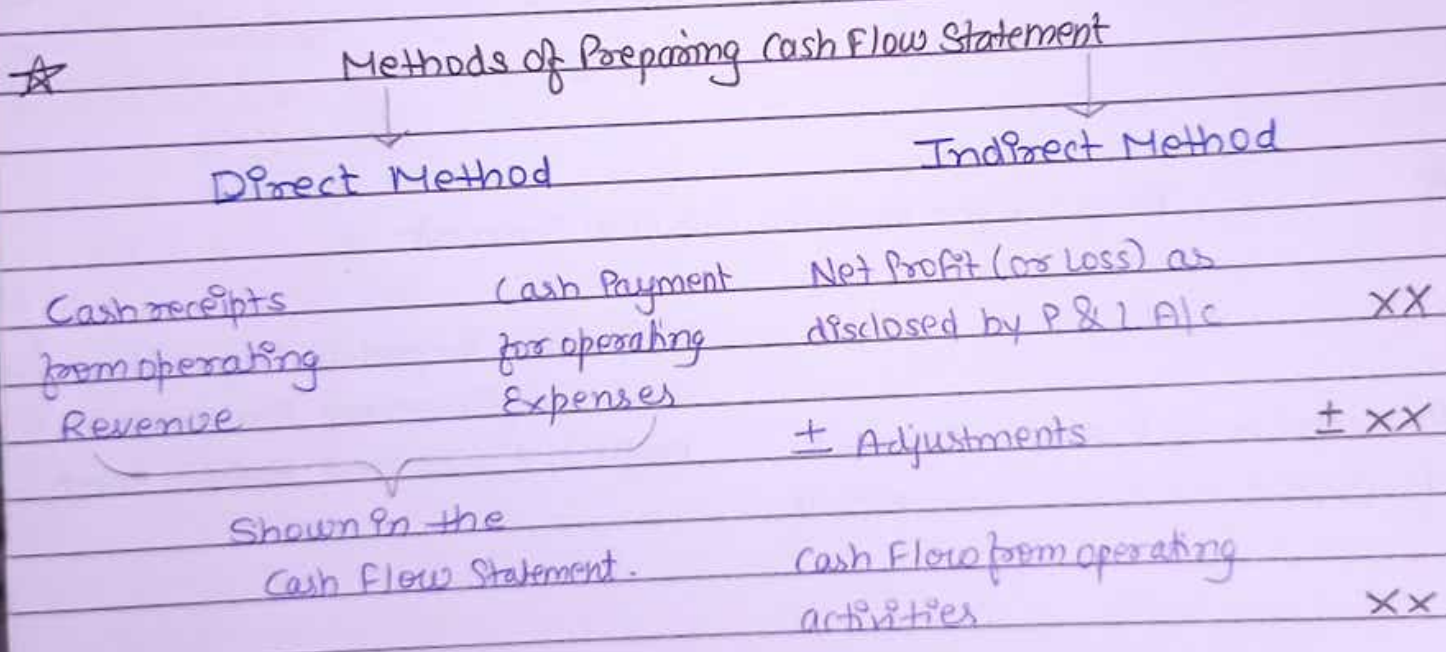 Methods of Preparing Cash Flow Statement
Direct Method
Indirect Method
Cash receipts
from operating
Revenue
Cash Payment
for operating
Expenses
Shown in the
Cash Flow Statement.
Net Profit (or Loss) as
disclosed by P & L A/c XX
± Adjustments ± XX
Cash Flow from operating
activities XX